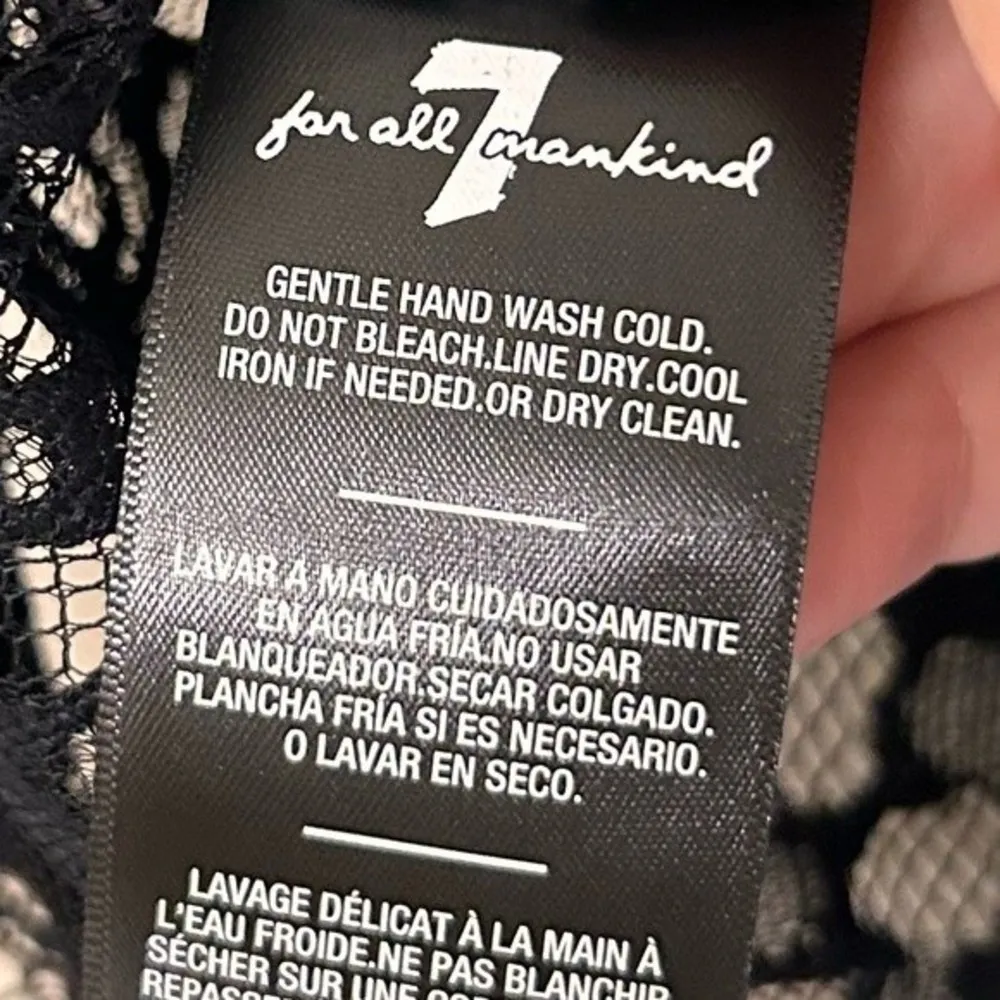 7
for all mankind
GENTLE HAND WASH COLD.
DO NOT BLEACH.LINE DRY.COOL
IRON IF NEEDED.OR DRY CLEAN.
LAVAR A MANO CUIDADOSAMENTE
EN AGUA FRÍA.NO USAR
BLANQUEADOR.SECAR COLGADO.
PLANCHA FRÍA SI ES NECESARIO.
O LAVAR EN SECO.
LAVAGE DÉLICAT À LA MAIN À
L'EAU FROIDE.NE PAS BLANCHIR
SÉCHER SUR UNE